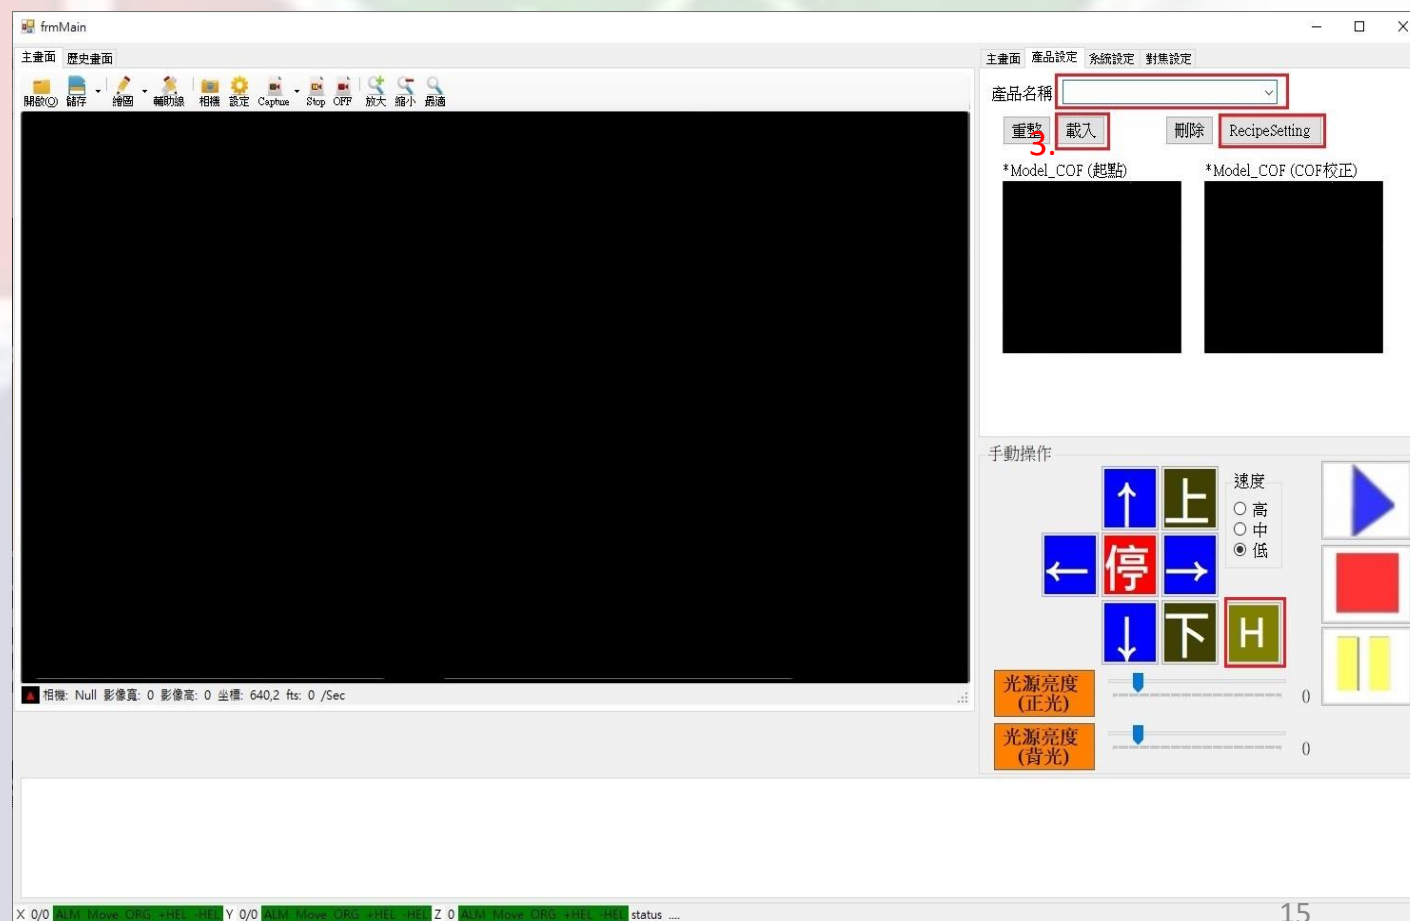 frmMain
主畫面 歷史畫面
開啟(O) 儲存 繪圖 輔助線 相機 設定 Capture Stop OFF 放大 縮小 最適
相機: Null 影像寬: 0 影像高: 0 坐標: 640,2 fts: 0 /Sec
主畫面 產品設定 系統設定 對焦設定
產品名稱
重整 載入 刪除 RecipeSetting
3.
*Model_COF (起點) *Model_COF (COF校正)
手動操作
↑ 上
速度
高
中
低
← 停 →
↓ 下 H
光源亮度
(正光)
()
光源亮度
(背光)
()
X 0/0 ALM Move ORG +HEL -HEL Y 0/0 ALM Move ORG +HEL -HEL Z 0 ALM Move ORG +HEL -HEL status ....
15